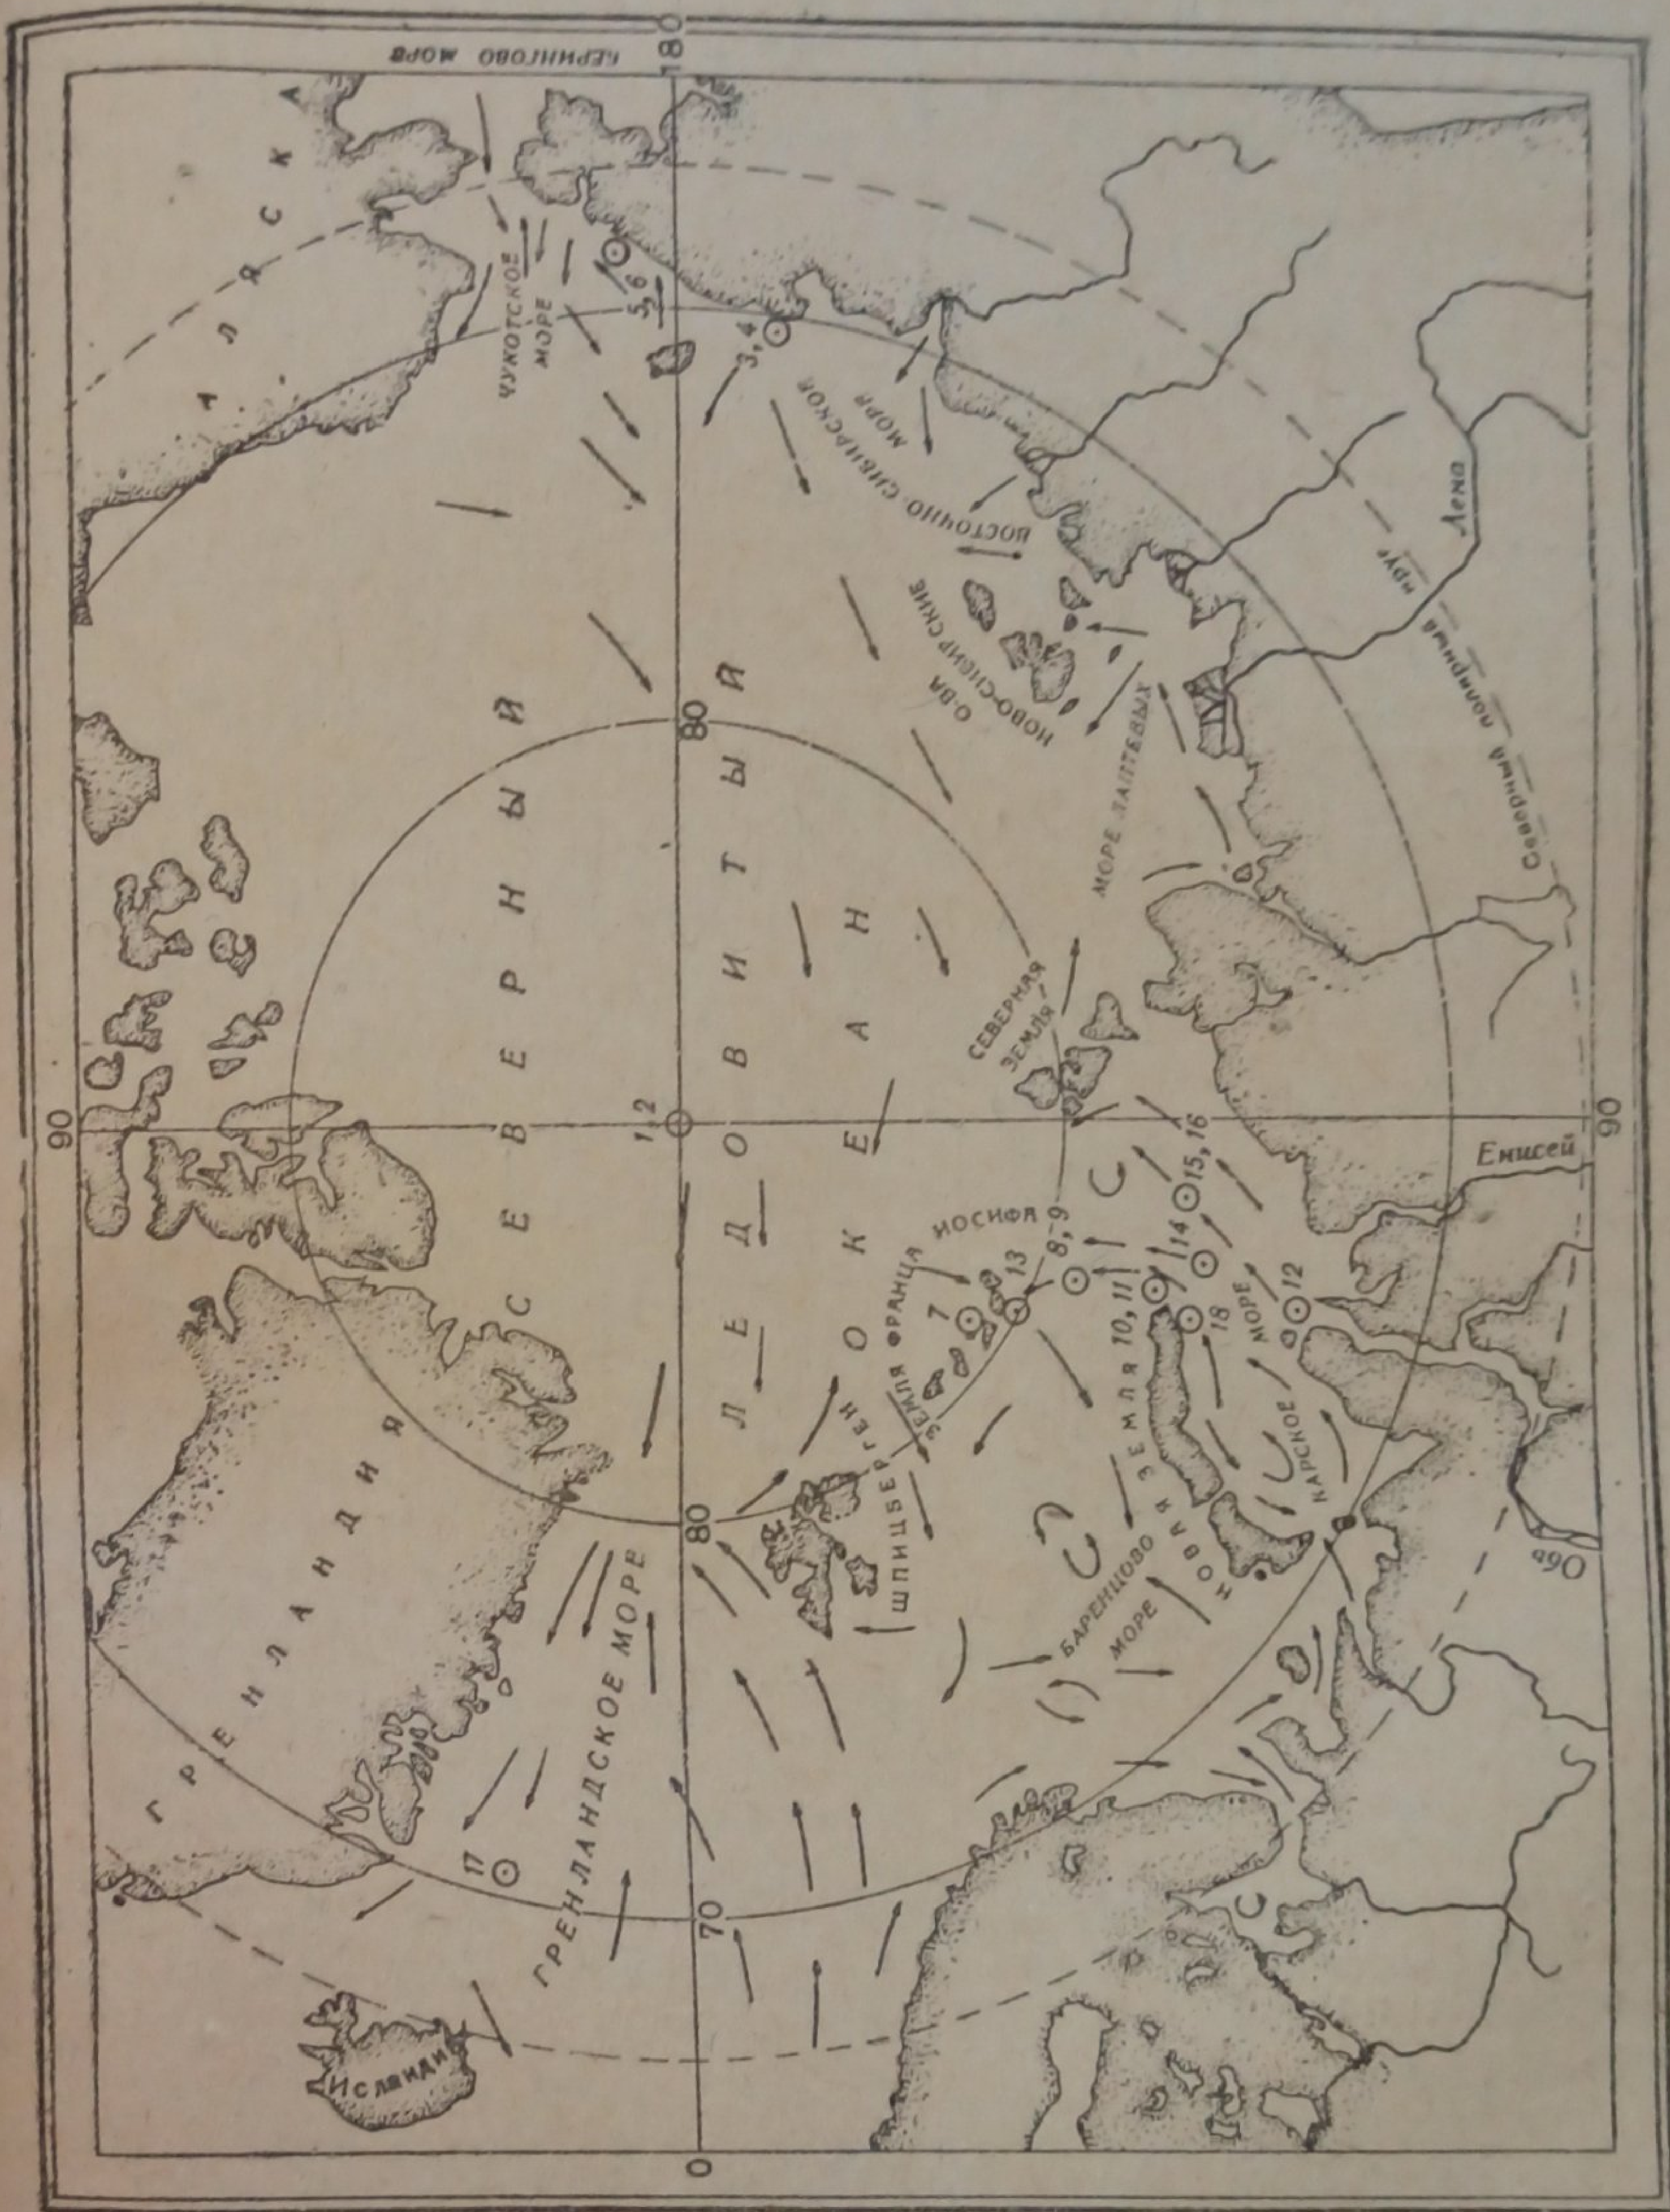 БЕРИНГОВО МОРЕ
180
АЛЯСКА
ЧУКОТСКОЕ
МОРЕ
5,6
3,4
ВОСТОЧНО-СИБИРСКОЕ
МОРЕ
НОВО-СИБИРСКИЕ
О-ВА
МОРЕ ЛАПТЕВЫХ
Лена
Северный полярный круг
80
СЕВЕРНЫЙ
ЛЕДОВИТЫЙ
ОКЕАН
СЕВЕРНАЯ
ЗЕМЛЯ
90
1,2
90
Енисей
15,16
14
8,9
13
7
10,11
18
12
ЗЕМЛЯ ФРАНЦА ИОСИФА
ШПИЦБЕРГЕН
НОВАЯ ЗЕМЛЯ
КАРСКОЕ МОРЕ
БАРЕНЦОВО
МОРЕ
Обь
80
ГРЕНЛАНДИЯ
ГРЕНЛАНДСКОЕ МОРЕ
17
70
ИСЛАНДИЯ
0